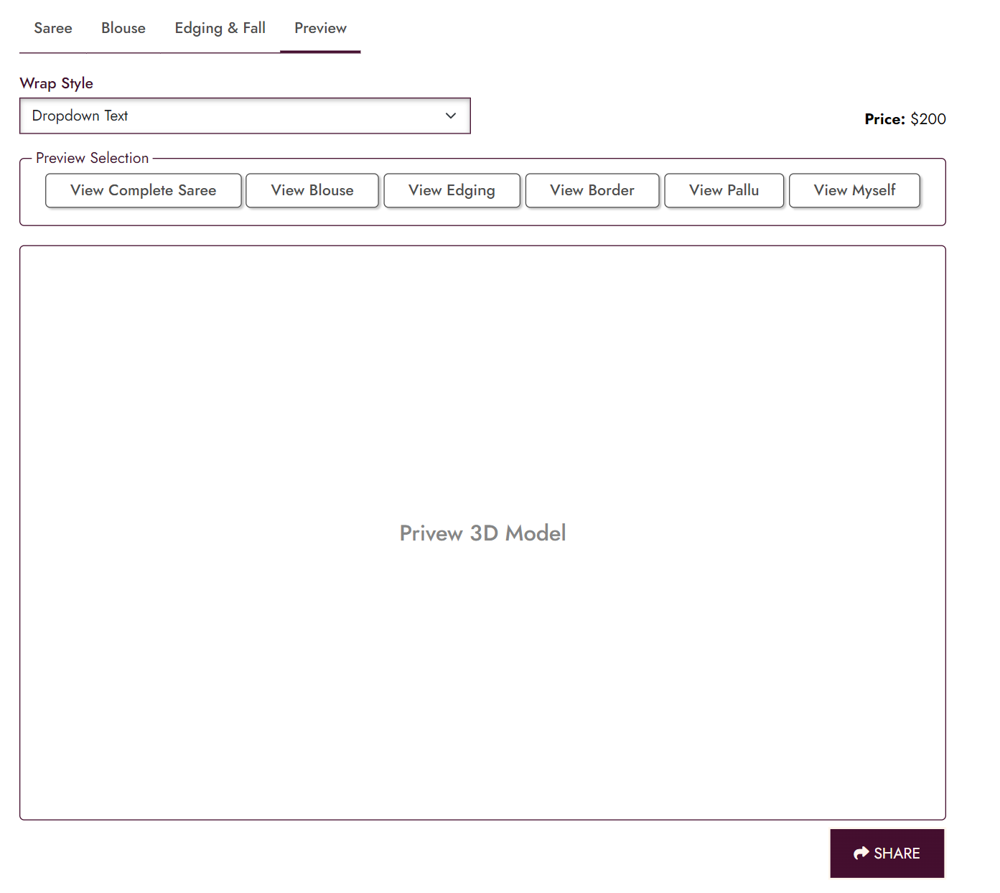 Saree Blouse Edging & Fall Preview
Wrap Style
Dropdown Text
Price: $200
Preview Selection
View Complete Saree View Blouse View Edging View Border View Pallu View Myself
Privew 3D Model
SHARE